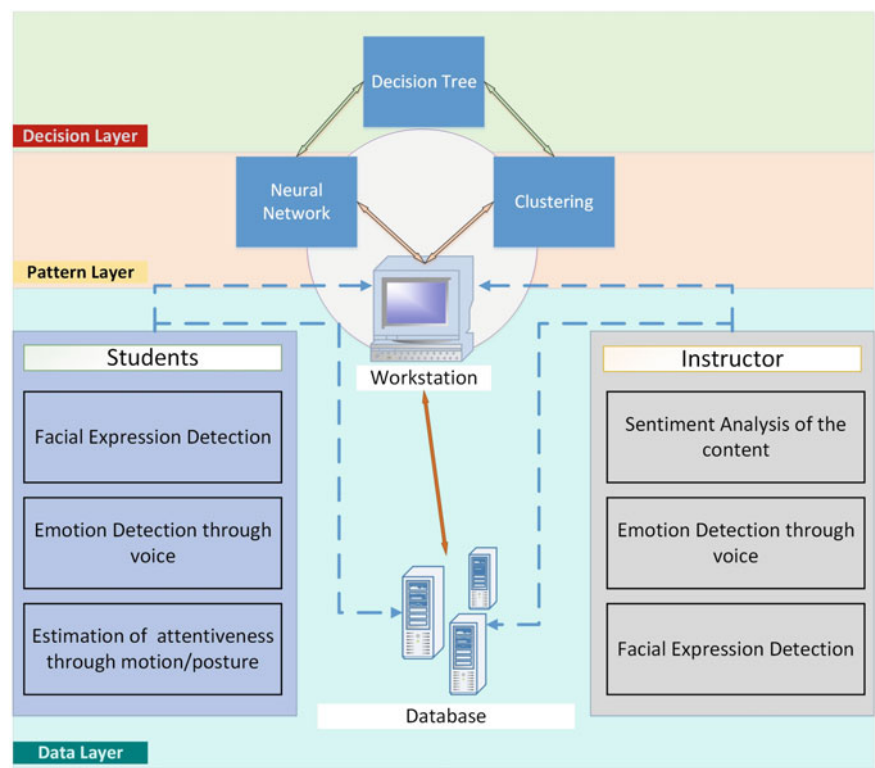 Decision Tree
Decision Layer
Neural
Network
Clustering
Pattern Layer
Students
Facial Expression Detection
Emotion Detection through
voice
Estimation of attentiveness
through motion/posture
Workstation
Database
Instructor
Sentiment Analysis of the
content
Emotion Detection through
voice
Facial Expression Detection
Data Layer